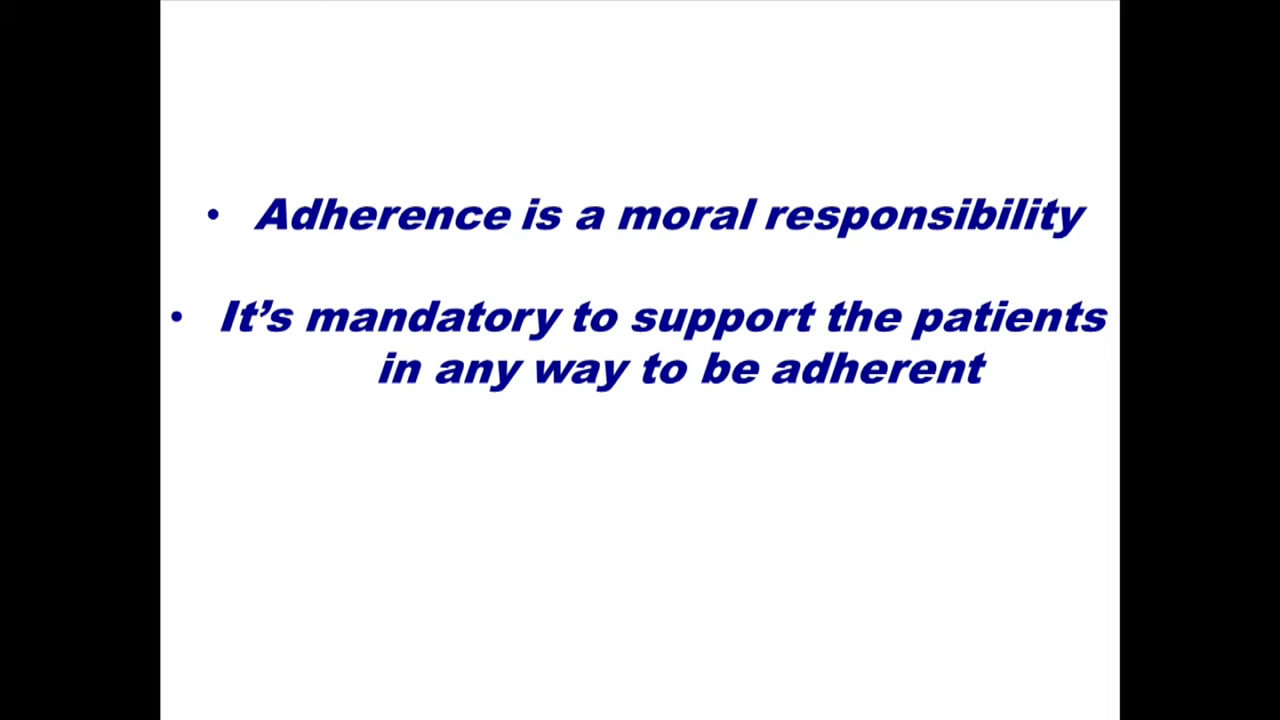 • Adherence is a moral responsibility
• It’s mandatory to support the patients
in any way to be adherent